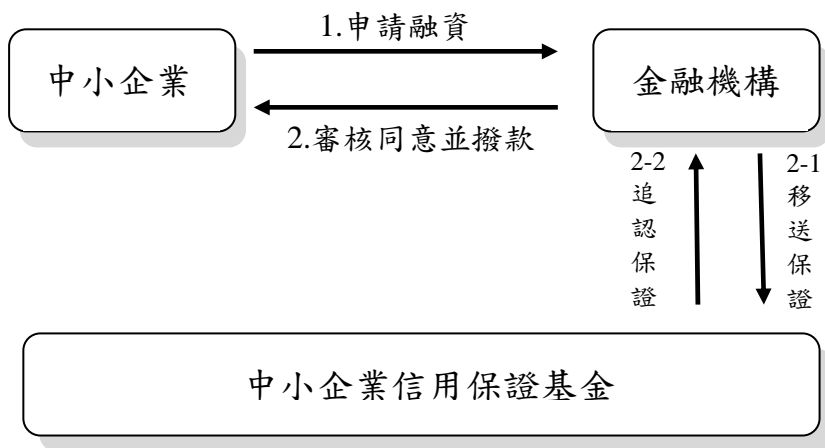 1.申請融資
中小企業
金融機構
2.審核同意並撥款
2-2
追認保證
2-1
移送保證
中小企業信用保證基金